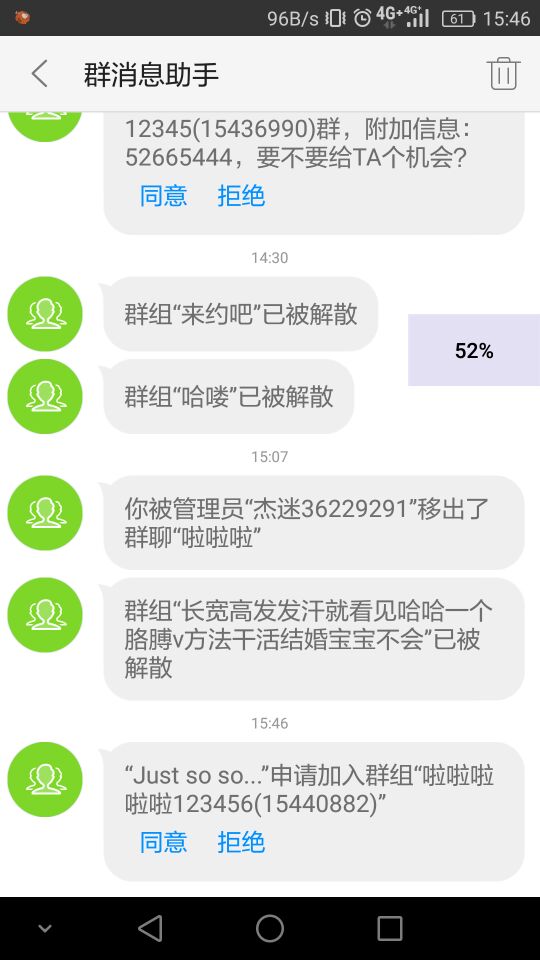 96B/s 4G+ 4G+ 61 15:46
群消息助手
12345(15436990)群，附加信息：
52665444，要不要给TA个机会？
同意 拒绝
14:30
群组“来约吧”已被解散
52%
群组“哈喽”已被解散
15:07
你被管理员“杰迷36229291”移出了
群聊“啦啦啦”
群组“长宽高发发汗就看见哈哈一个
胳膊v方法干活结婚宝宝不会”已被
解散
15:46
“Just so so...”申请加入群组“啦啦啦
啦啦123456(15440882)”
同意 拒绝